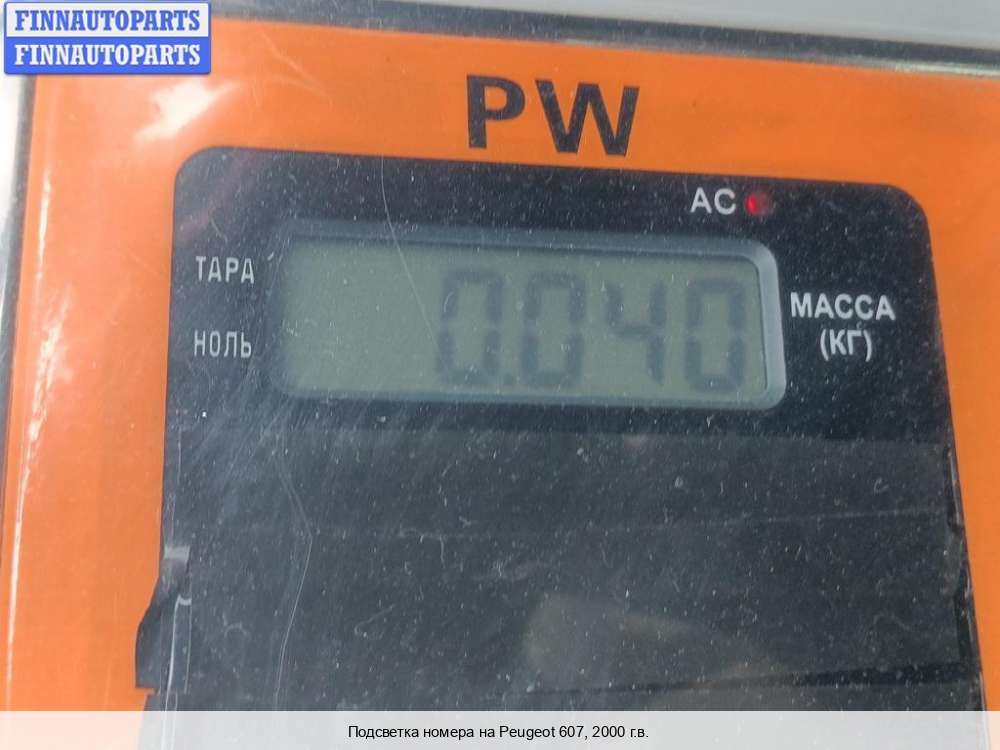 FINNAUTOPARTS
FINNAUTOPARTS
PW
AC
ТАРА
0.040
МАССА
(КГ)
НОЛЬ
Подсветка номера на Peugeot 607, 2000 г.в.